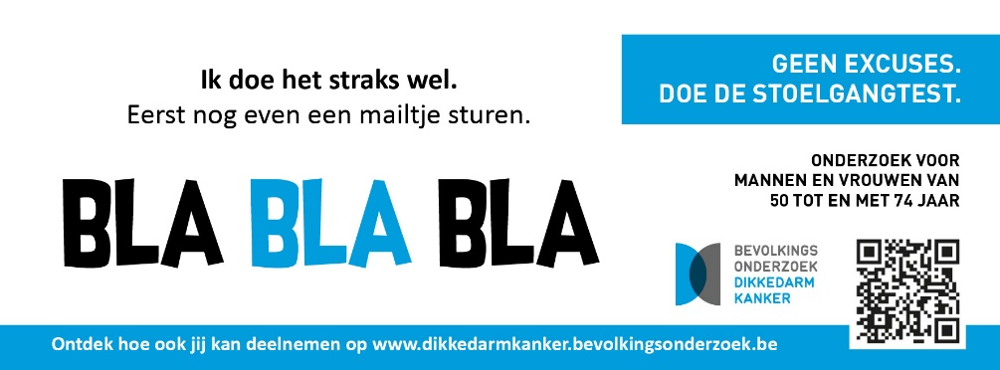 Ik doe het straks wel.
Eerst nog even een mailtje sturen.
BLA BLA BLA
GEEN EXCUSES.
DOE DE STOELGANGTEST.
ONDERZOEK VOOR
MANNEN EN VROUWEN VAN
50 TOT EN MET 74 JAAR
BEVOLKINGS
ONDERZOEK
DIKKEDARM
KANKER
Ontdek hoe ook jij kan deelnemen op www.dikkedarmkanker.bevolkingsonderzoek.be